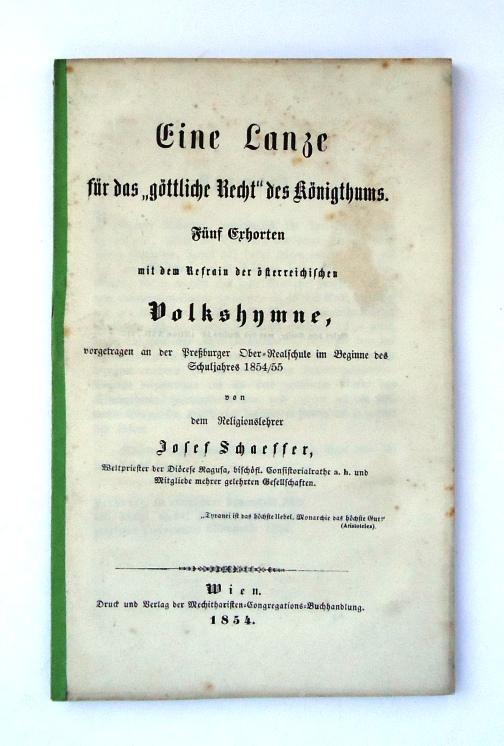 Eine Lanze
für das „göttliche Recht“ des Königthums.
Fünf Exhorten
mit dem Refrain der österreichischen
Volkshymne,
vorgetragen an der Preßburger Ober-Realschule im Beginne des
Schuljahres 1854/55
von
dem Religionslehrer
Josef Schaeffer,
Weltpriester der Diöcese Ragusa, bischöfl. Consistorialrathe a. h. und
Mitgliede mehrer gelehrten Gesellschaften.
„Tyranei ist das höchste Uebel, Monarchie das höchste Gut“
(Aristoteles).
Wien.
Druck und Verlag der Mechitharisten-Congregations-Buchhandlung.
1854.